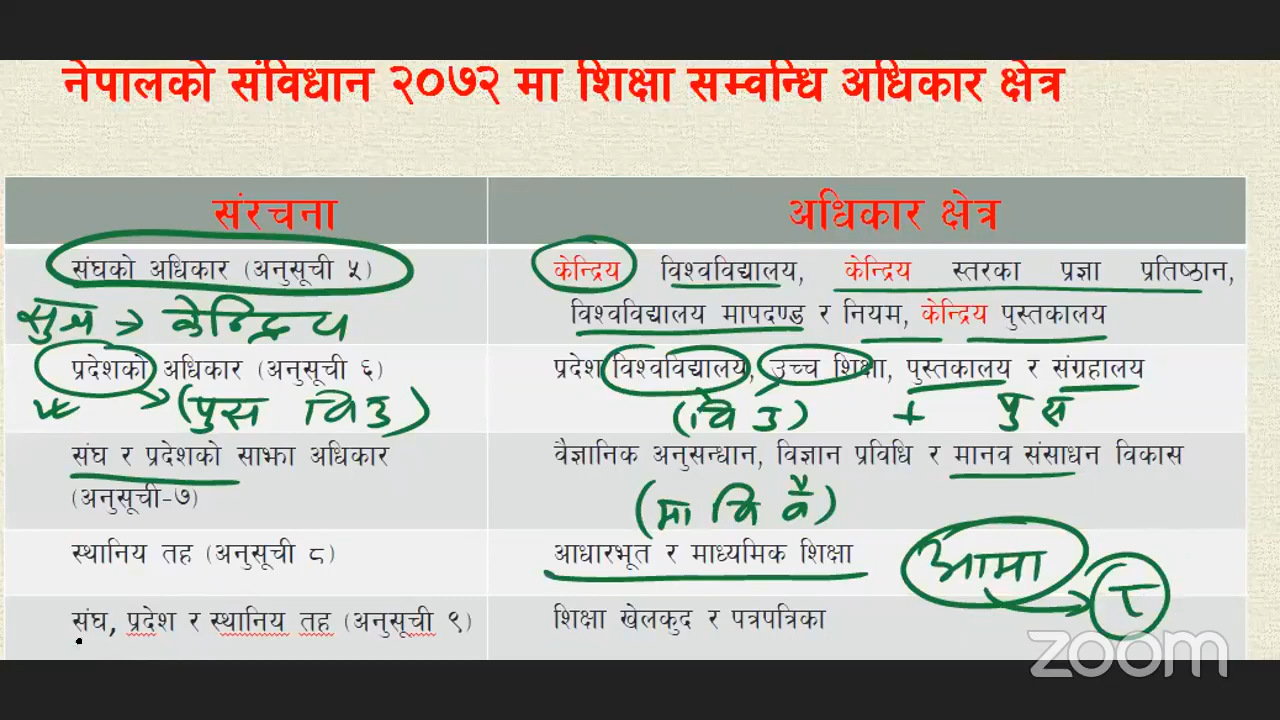 नेपालको संविधान २०७२ मा शिक्षा सम्वन्धि अधिकार क्षेत्र
संरचना
अधिकार क्षेत्र
संघको अधिकार (अनुसूची ५)
केन्द्रिय विश्वविद्यालय, केन्द्रिय स्तरका प्रज्ञा प्रतिष्ठान,
विश्वविद्यालय मापदण्ड र नियम, केन्द्रिय पुस्तकालय
सुत्र → केन्द्रिय
प्रदेशको अधिकार (अनुसूची ६)
प्रदेश विश्वविद्यालय, उच्च शिक्षा, पुस्तकालय र संग्रहालय
(पुस विउ)
(विउ) + पुस
संघ र प्रदेशको साझा अधिकार
(अनुसूची-७)
वैज्ञानिक अनुसन्धान, विज्ञान प्रविधि र मानव संसाधन विकास
(मा वि वै)
स्थानिय तह (अनुसूची ८)
आधारभूत र माध्यमिक शिक्षा
आमा
८
संघ, प्रदेश र स्थानिय तह (अनुसूची ९)
शिक्षा खेलकुद र पत्रपत्रिका
zoom